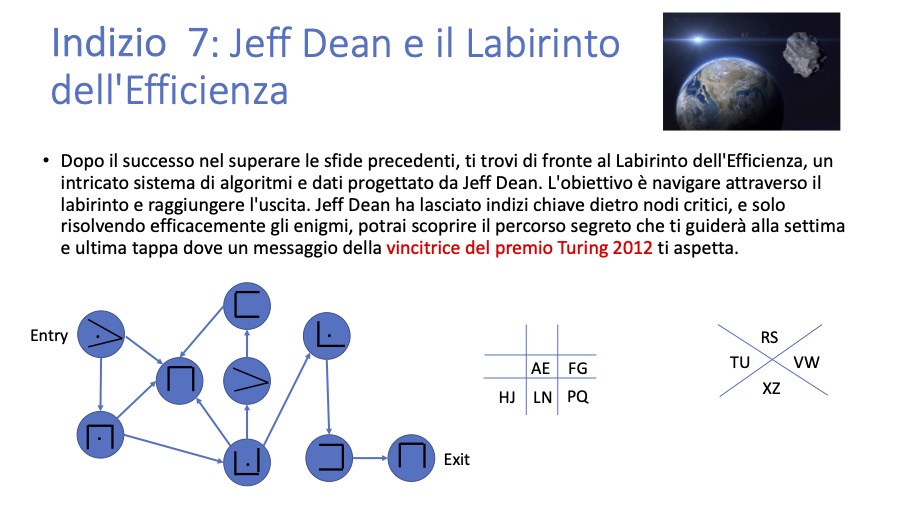 Indizio 7: Jeff Dean e il Labirinto
dell'Efficienza
• Dopo il successo nel superare le sfide precedenti, ti trovi di fronte al Labirinto dell'Efficienza, un
intricato sistema di algoritmi e dati progettato da Jeff Dean. L'obiettivo è navigare attraverso il
labirinto e raggiungere l'uscita. Jeff Dean ha lasciato indizi chiave dietro nodi critici, e solo
risolvendo efficacemente gli enigmi, potrai scoprire il percorso segreto che ti guiderà alla settima
e ultima tappa dove un messaggio della vincitrice del premio Turing 2012 ti aspetta.
Entry
Exit
AE FG
HJ LN PQ
RS
TU VW
XZ